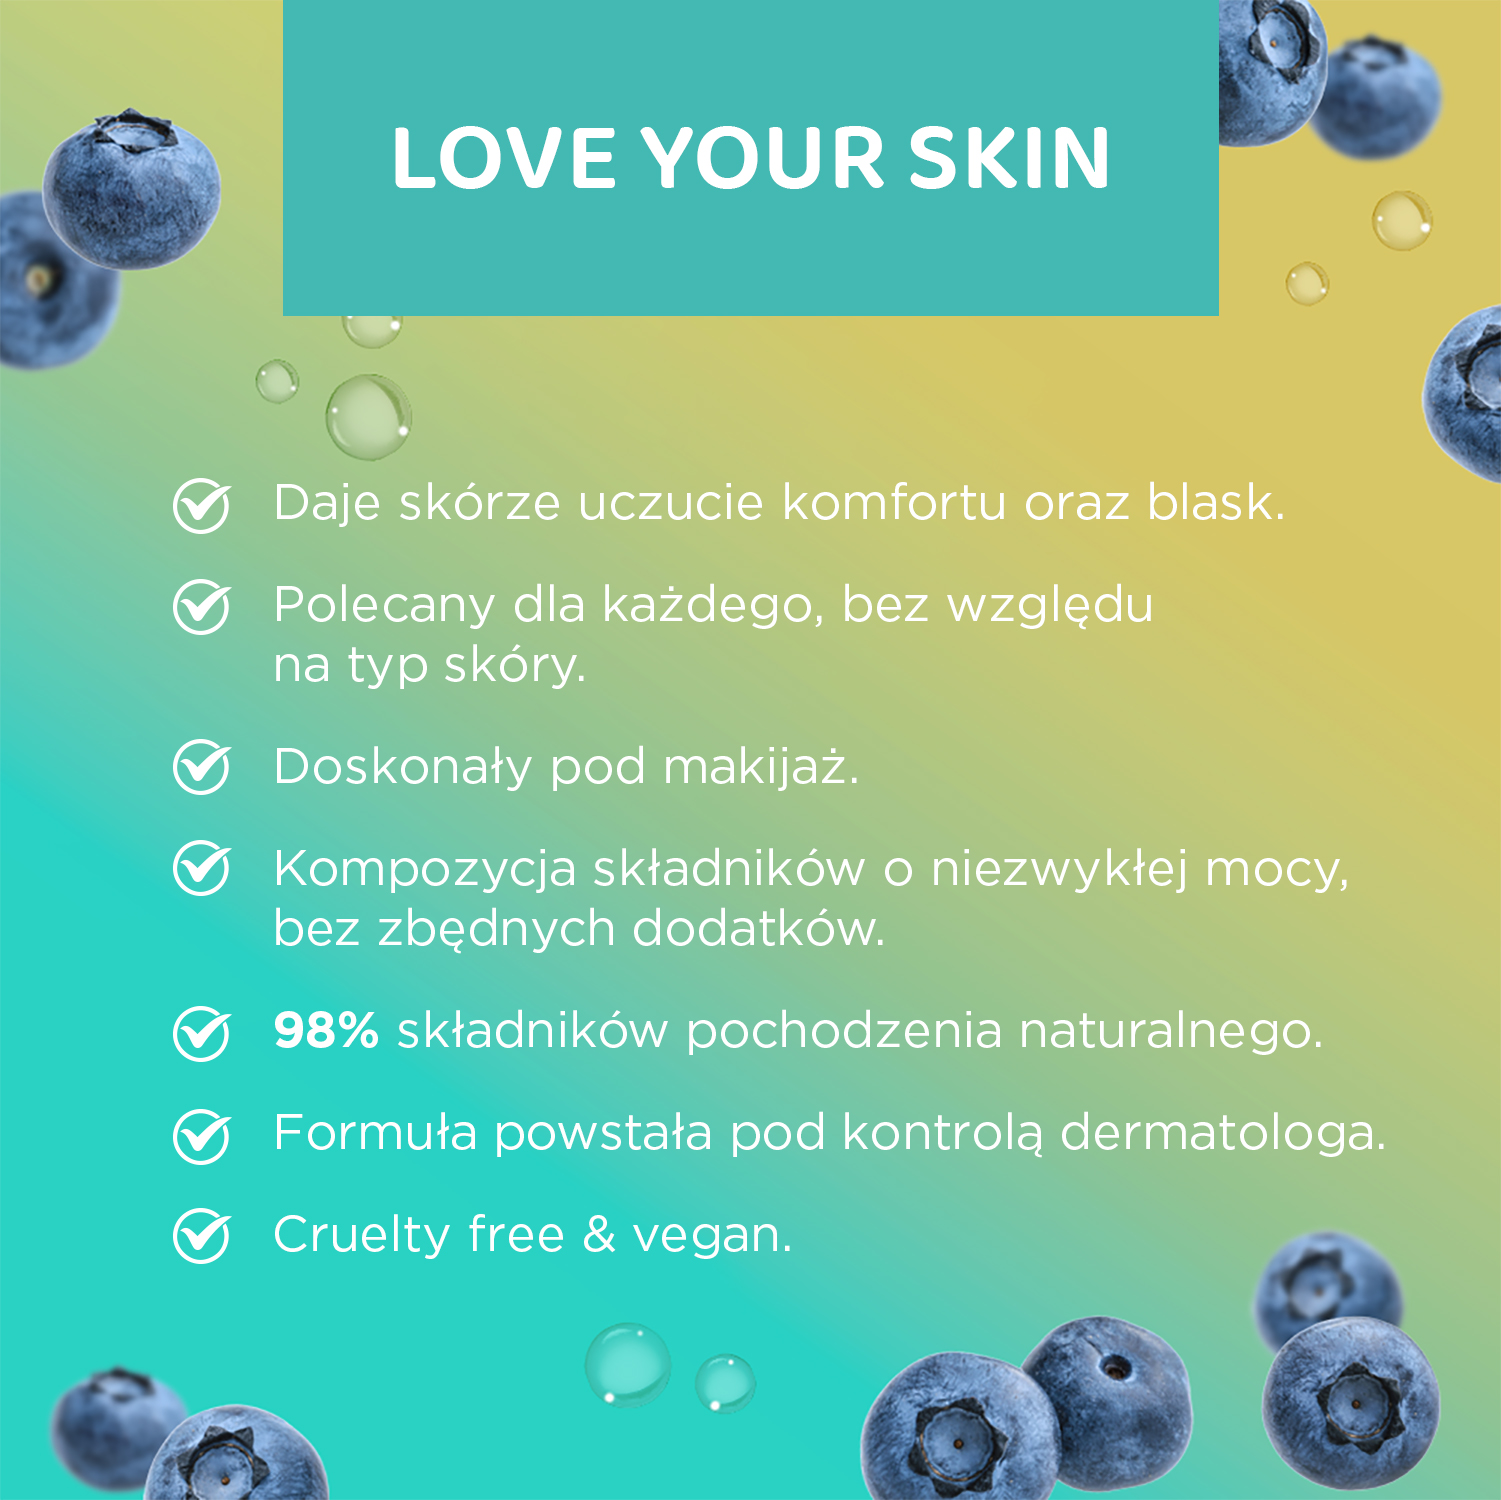 LOVE YOUR SKIN
Daje skórze uczucie komfortu oraz blask.
Polecany dla każdego, bez względu
na typ skóry.
Doskonały pod makijaż.
Kompozycja składników o niezwykłej mocy,
bez zbędnych dodatków.
98% składników pochodzenia naturalnego.
Formuła powstała pod kontrolą dermatologa.
Cruelty free & vegan.